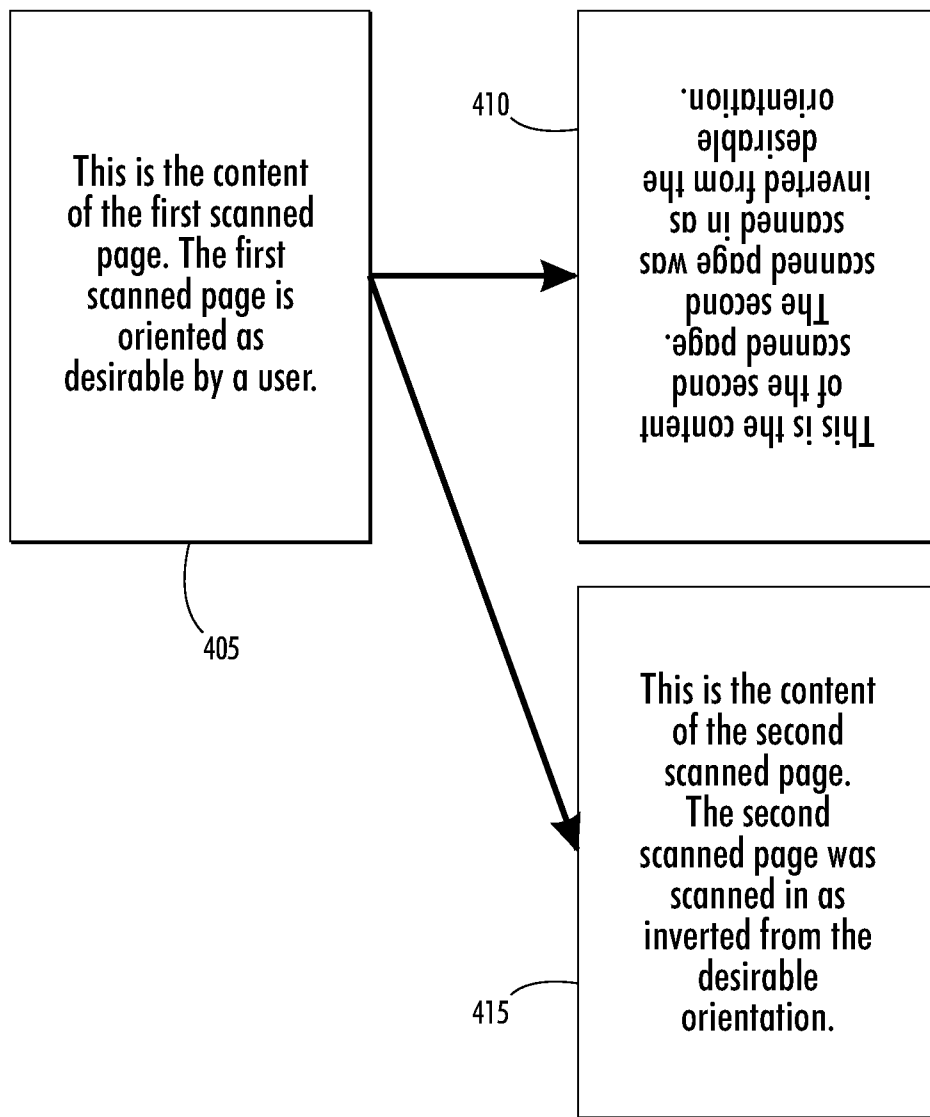 This is the content
of the first scanned
page. The first
scanned page is
oriented as
desirable by a user.
405
410
This is the content
of the second
scanned page.
The second
scanned page was
scanned in as
inverted from the
desirable
orientation.
This is the content
of the second
scanned page.
The second
scanned page was
scanned in as
inverted from the
desirable
orientation.
415